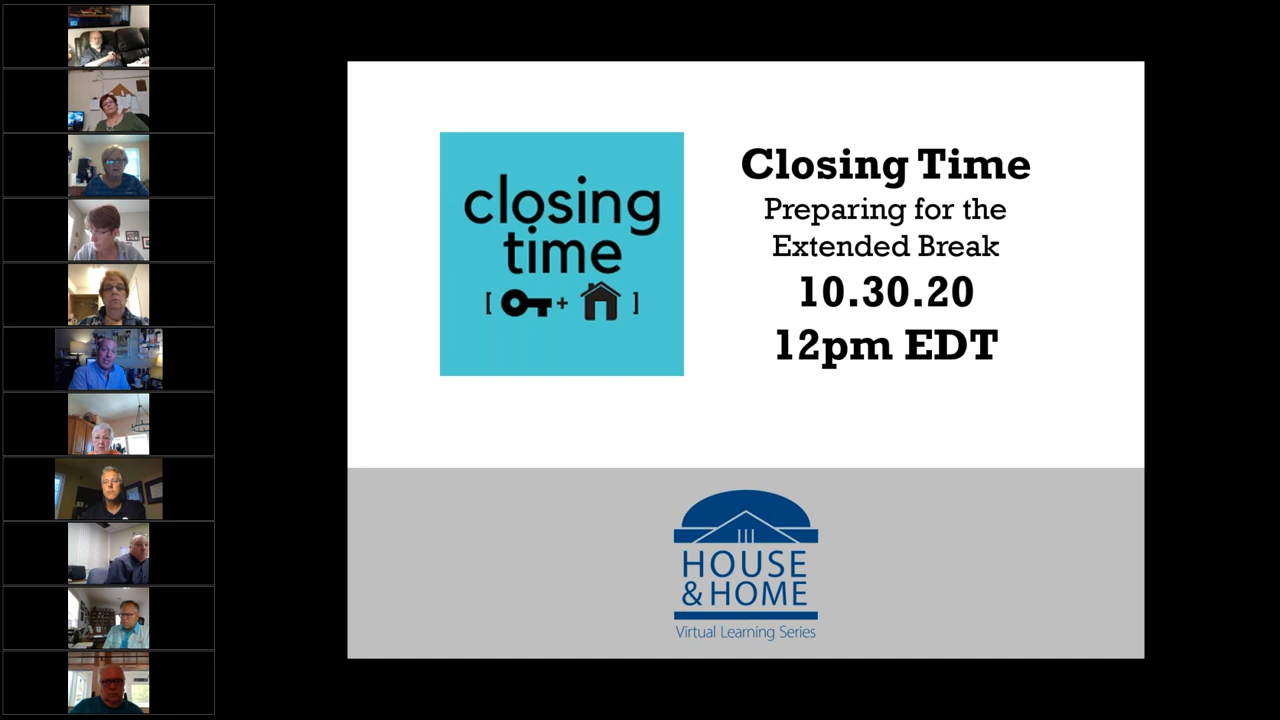 closing
time
[ + ]
Closing Time
Preparing for the
Extended Break
10.30.20
12pm EDT
HOUSE
& HOME
Virtual Learning Series